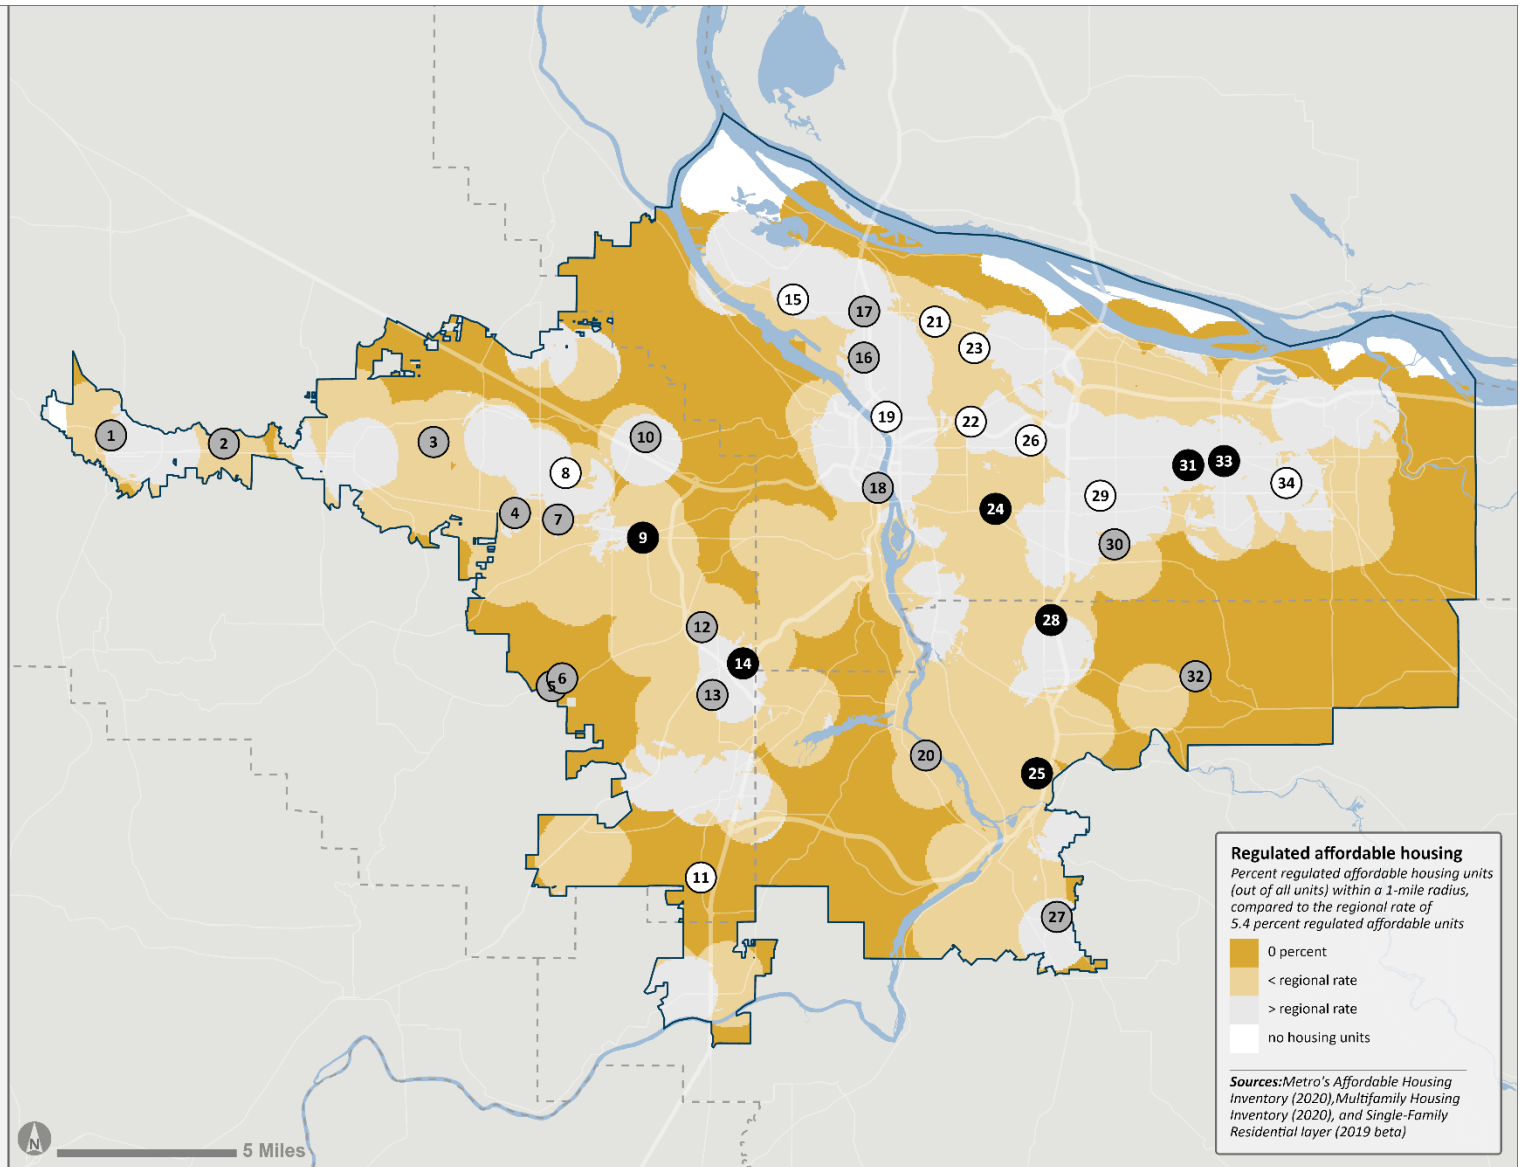 15
17
21
23
16
19
22
26
1
2
3
10
8
31
33
34
18
29
4
7
24
9
30
12
28
14
6
5
13
32
20
25
11
27
Regulated affordable housing
Percent regulated affordable housing units
(out of all units) within a 1-mile radius,
compared to the regional rate of
5.4 percent regulated affordable units
0 percent
< regional rate
> regional rate
no housing units
Sources:Metro's Affordable Housing
Inventory (2020),Multifamily Housing
Inventory (2020), and Single-Family
Residential layer (2019 beta)
N
5 Miles